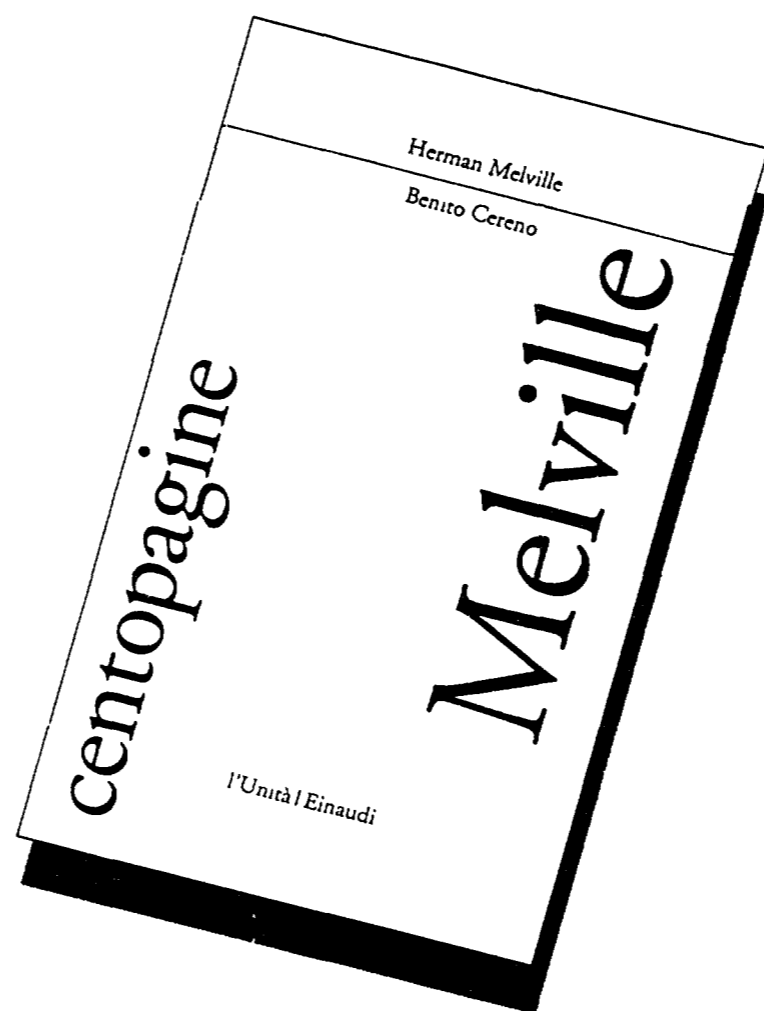 Herman Melville
Benito Cereno
Melville
centopagine
l'Unità / Einaudi